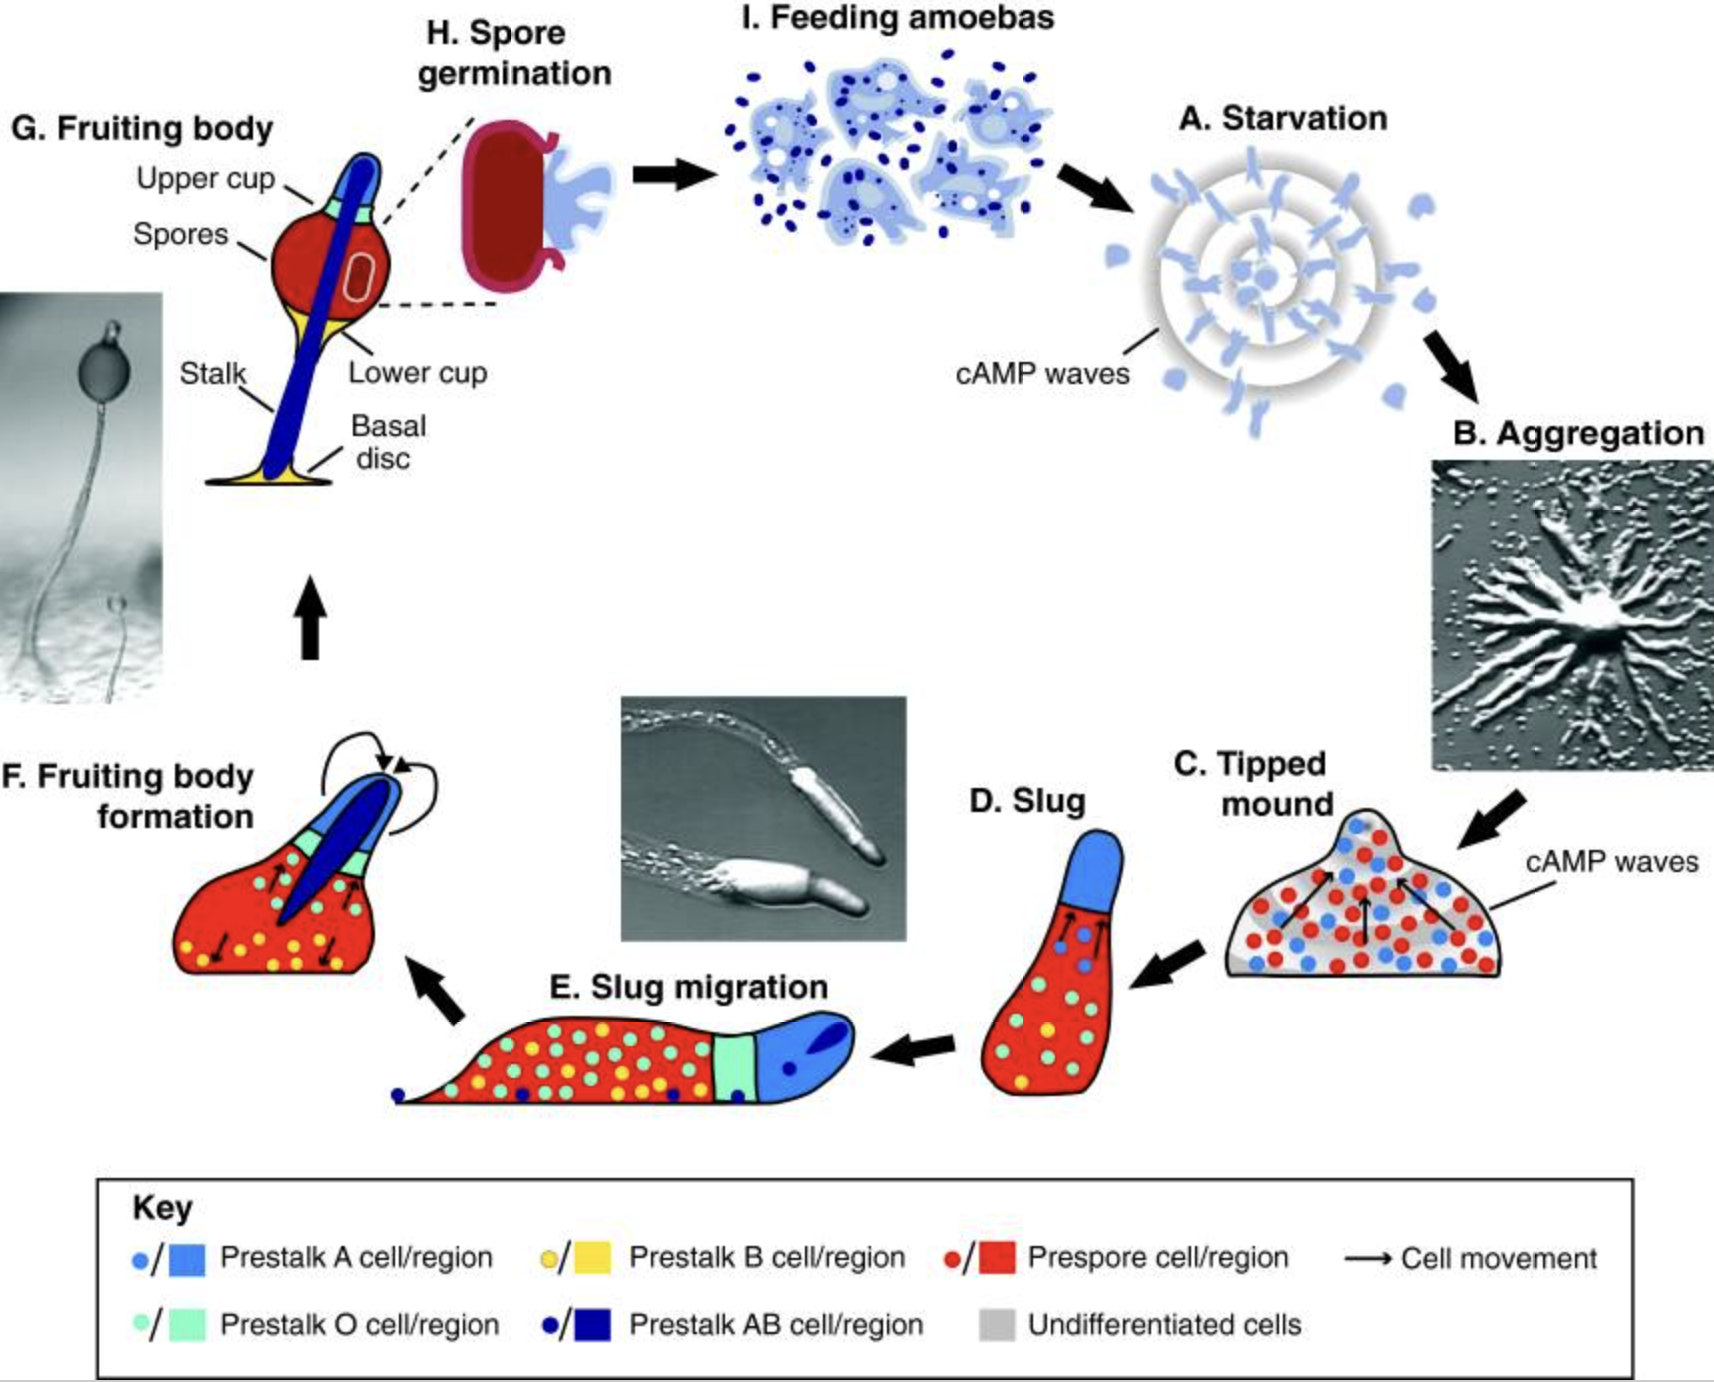 I. Feeding amoebas
H. Spore
germination
A. Starvation
G. Fruiting body
Upper cup
Spores
Stalk
Lower cup
Basal
disc
cAMP waves
B. Aggregation
C. Tipped
mound
cAMP waves
D. Slug
E. Slug migration
F. Fruiting body
formation
Key
Prestalk A cell/region
Prestalk B cell/region
Prespore cell/region
Cell movement
Prestalk O cell/region
Prestalk AB cell/region
Undifferentiated cells